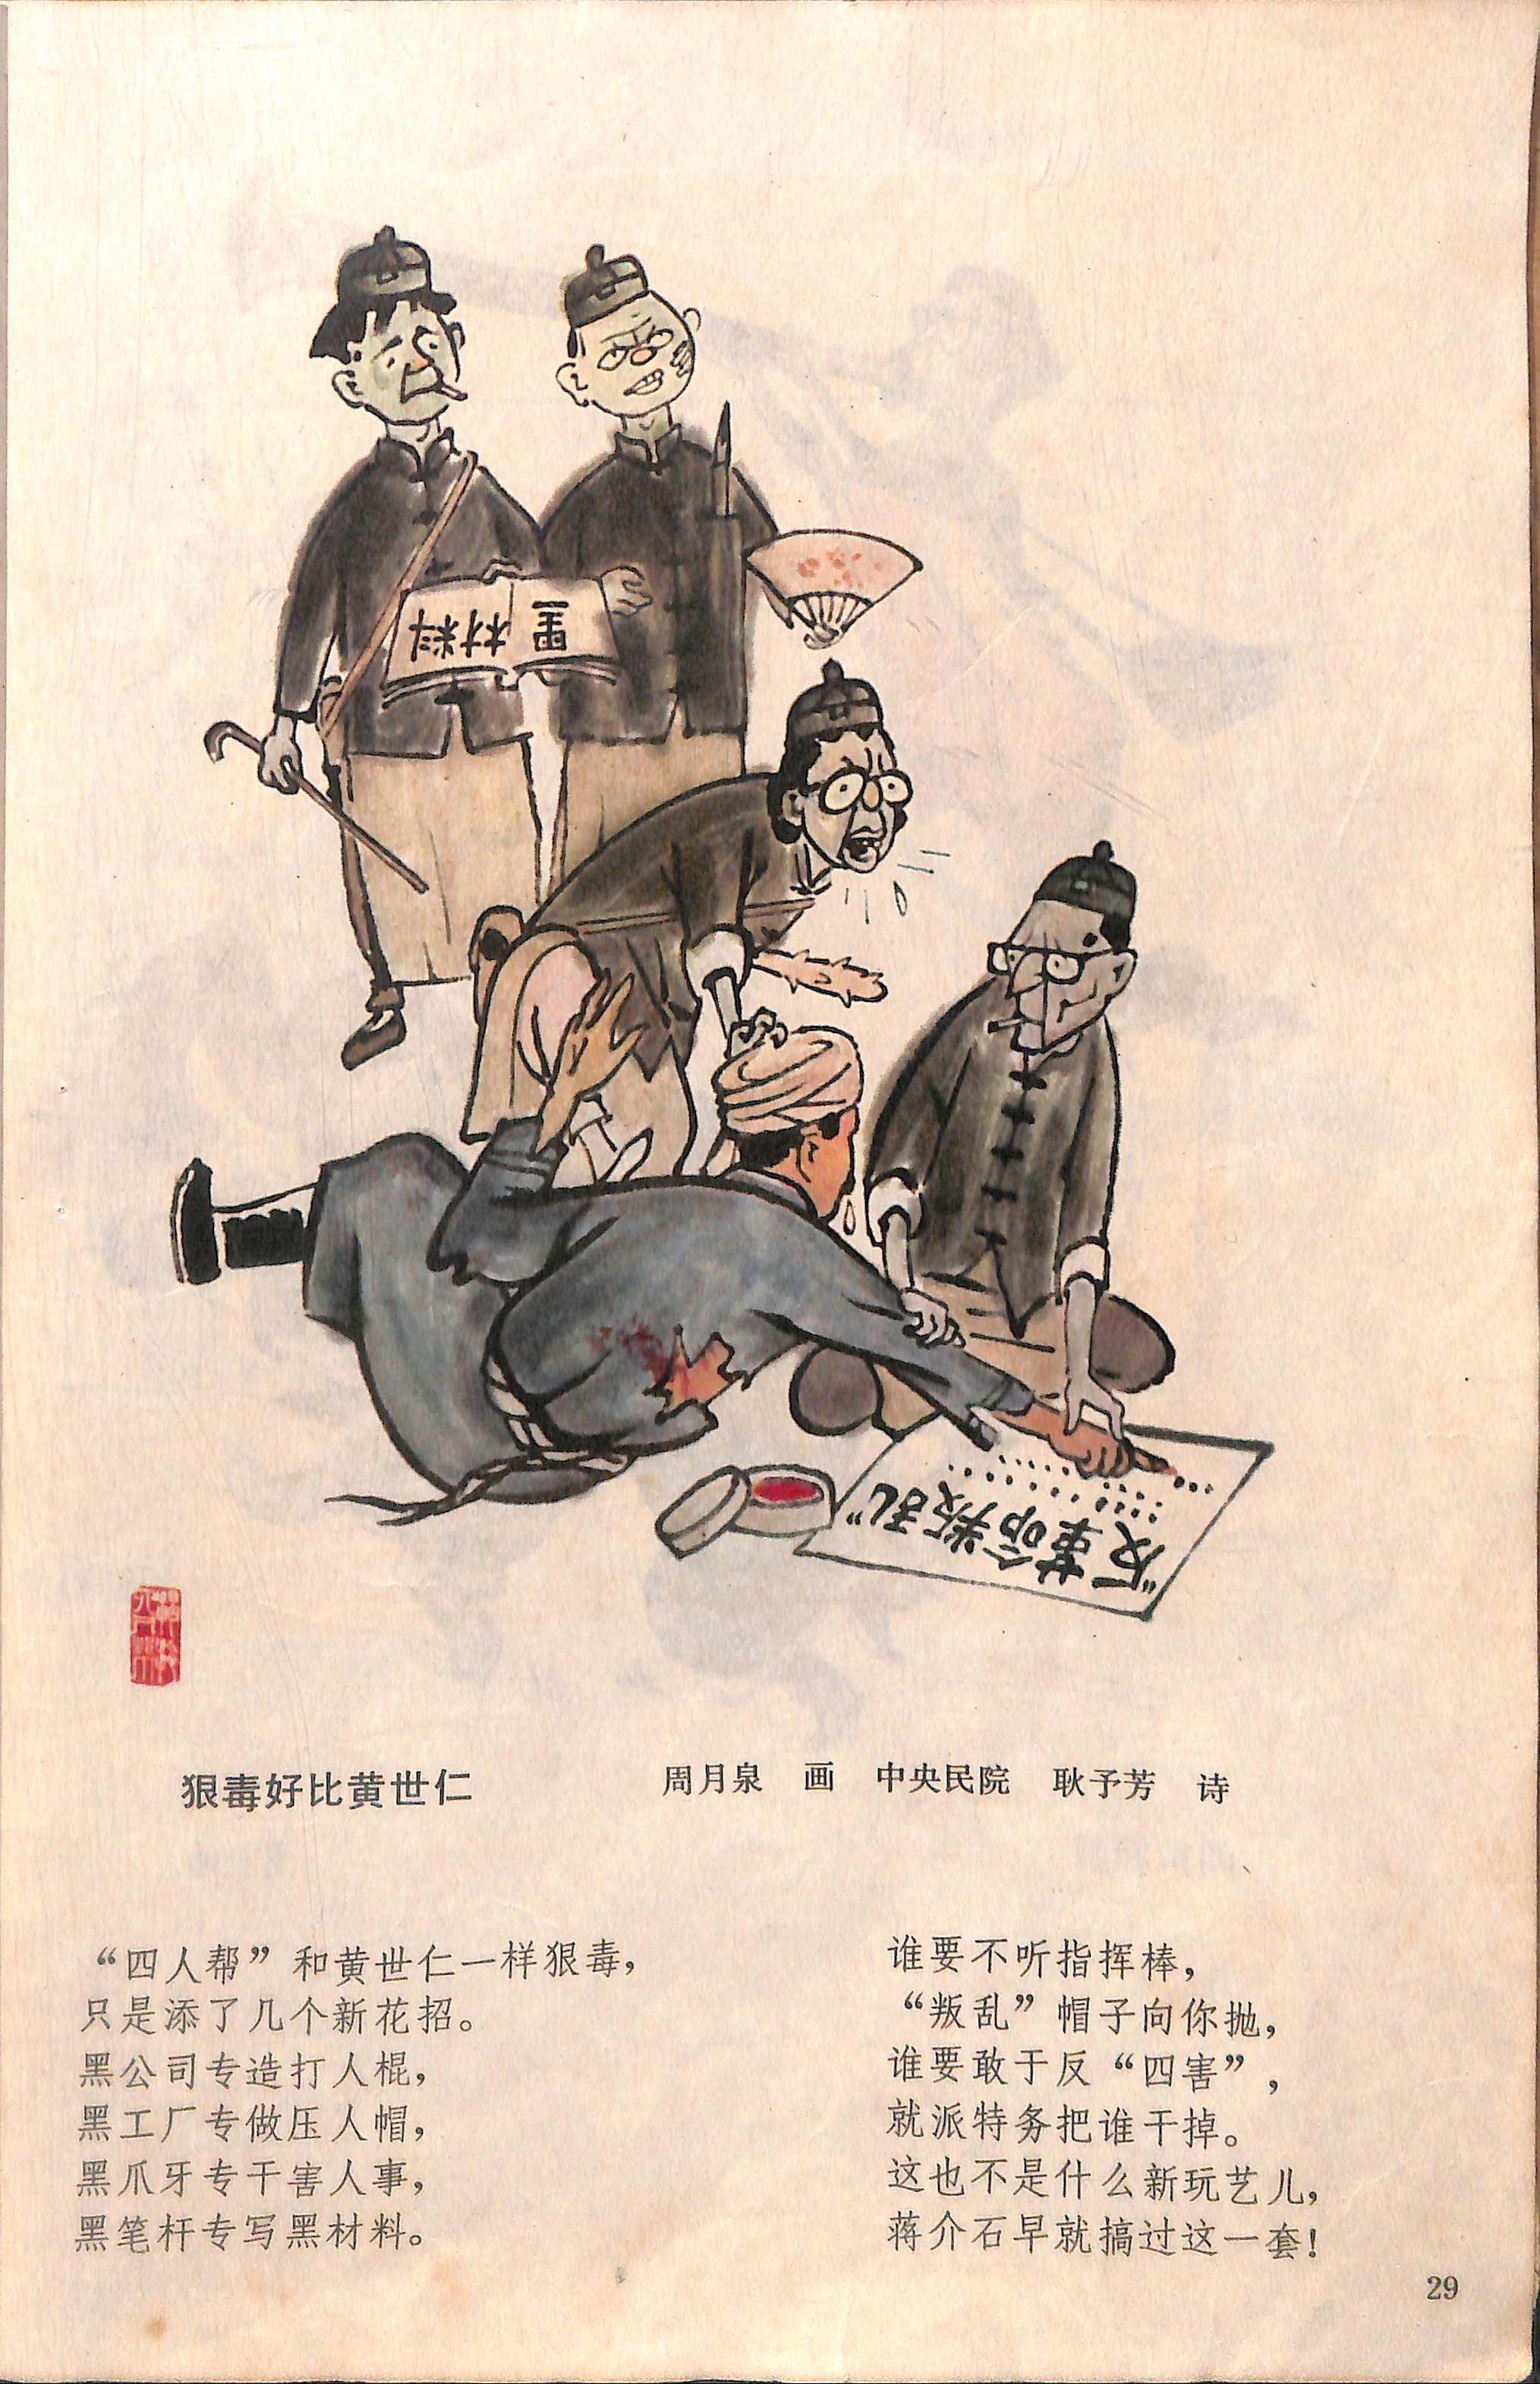 黑材料
“反革命叛乱”
狠毒好比黄世仁
周月泉 画 中央民院 耿予芳 诗
“四人帮”和黄世仁一样狠毒，
只是添了几个新花招。
黑公司专造打人棍，
黑工厂专做压人帽，
黑爪牙专干害人事，
黑笔杆专写黑材料。
谁要不听指挥棒，
“叛乱”帽子向你抛，
谁要敢于反“四害”，
就派特务把谁干掉。
这也不是什么新玩艺儿，
蒋介石早就搞过这一套！
29